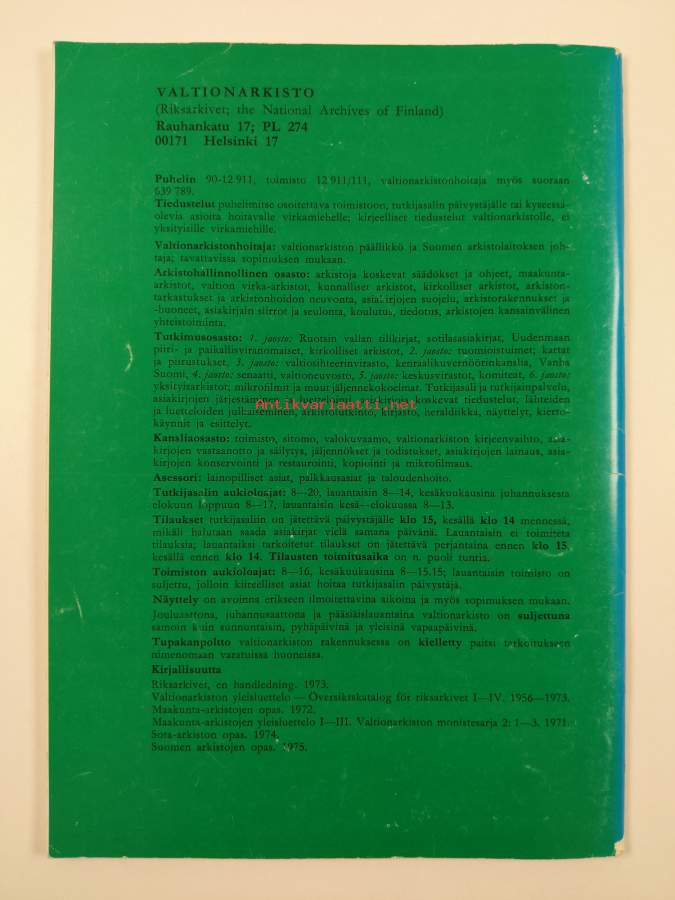 VALTIONARKISTO
(Riksarkivet; the National Archives of Finland)
Rauhankatu 17; PL 274
00171 Helsinki 17
Puhelin 90-12 911, toimisto 12 911/111, valtionarkistonhoitaja myös suoraan
639 789.
Tiedustelut puhelimitse osoitettava toimistoon, tutkijasalin päivystäjälle tai kyseessä-
olevia asioita hoitavalle virkamiehelle; kirjeelliset tiedustelut valtionarkistolle, ei
yksityisille virkamiehille.
Valtionarkistonhoitaja: valtionarkiston päällikkö ja Suomen arkistolaitoksen joh-
taja; tavattavissa sopimuksen mukaan.
Arkistohallinnollinen osasto: arkistoja koskevat säädökset ja ohjeet, maakunta-
arkistot, valtion virka-arkistot, kunnalliset arkistot, kirkolliset arkistot, arkiston-
tarkastukset ja arkistonhoidon neuvonta, asiakirjojen suojelu, arkistorakennukset ja
-huoneet, asiakirjain siirrot ja seulonta, koulutus, tiedotus, arkistojen kansainvälinen
yhteistoiminta.
Tutkimusosasto: 1. jaosto: Ruotsin vallan tilikirjat, sotilasasiakirjat, Uudenmaan
piiri- ja paikallisviranomaiset, kirkolliset arkistot, 2. jaosto: tuomioistuimet; kartat
ja piirustukset, 3. jaosto: valtiosihteerinvirasto, kenraalikuvernöörinkanslia, Vanha
Suomi, 4. jaosto: senaatti, valtioneuvosto, 5. jaosto: keskusvirastot, komiteat, 6. jaosto:
yksityisarkistot; mikrofilmit ja muut jäljennekokoelmat. Tutkijasali ja tutkijainpalvelu,
asiakirjojen järjestäminen ja luettelointi, asiakirjoja koskevat tiedustelut, lähteiden
ja luetteloiden julkaiseminen, arkistotutkinto, kirjasto, heraldiikka, näyttelyt, kierto-
käynnit ja esittelyt.
Antikvariaatti.net
Kansliaosasto: toimisto, sitomo, valokuvaamo, valtionarkiston kirjeenvaihto, asia-
kirjojen vastaanotto ja säilytys, jäljennökset ja todistukset, asiakirjojen lainaus, asia-
kirjojen konservointi ja restaurointi, kopiointi ja mikrofilmaus.
Asessori: lainopilliset asiat, palkkausasiat ja taloudenhoito.
Tutkijasalin aukioloajat: 8—20, lauantaisin 8—14, kesäkuukausina juhannuksesta
elokuun loppuun 8—17, lauantaisin kesä—elokuussa 8—13.
Tilaukset tutkijasaliin on jätettävä päivystäjälle klo 15, kesällä klo 14 mennessä,
mikäli halutaan saada asiakirjat vielä samana päivänä. Lauantaisin ei toimiteta
tilauksia; lauantaiksi tarkoitetut tilaukset on jätettävä perjantaina ennen klo 15,
kesällä ennen klo 14. Tilausten toimitusaika on n. puoli tuntia.
Toimiston aukioloajat: 8—16, kesäkuukausina 8—15.15; lauantaisin toimisto on
suljettu, jolloin kiireelliset asiat hoitaa tutkijasalin päivystäjä.
Näyttely on avoinna erikseen ilmoitettavina aikoina ja myös sopimuksen mukaan.
Jouluaattona, juhannusaattona ja pääsiäislauantaina valtionarkisto on suljettuna
samoin kuin sunnuntaisin, pyhäpäivinä ja yleisinä vapaapäivinä.
Tupakanpoltto valtionarkiston rakennuksessa on kielletty paitsi tarkoitukseen
nimenomaan varatuissa huoneissa.
Kirjallisuutta
Riksarkivet, en handledning. 1973.
Valtionarkiston yleisluettelo — Översiktskatalog för riksarkivet I—IV. 1956—1973.
Maakunta-arkistojen opas. 1972.
Maakunta-arkistojen yleisluettelo I—III. Valtionarkiston monistesarja 2: 1—3. 1971.
Sota-arkiston opas. 1974.
Suomen arkistojen opas. 1975.